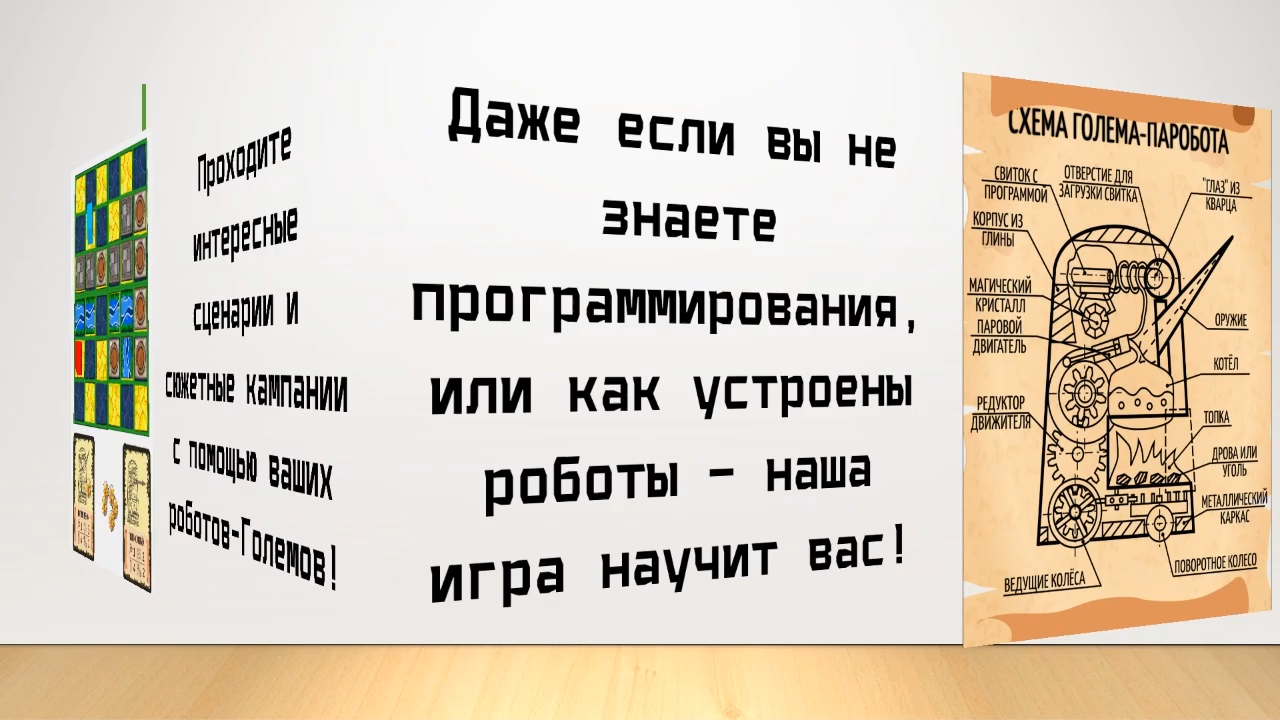 Проходите
интересные
сценарии и
сюжетные кампании
с помощью ваших
роботов-Големов!
Даже если вы не
знаете
программирования,
или как устроены
роботы – наша
игра научит вас!
СХЕМА ГОЛЕМА-ПАРОБОТА
СВИТОК С
ПРОГРАММОЙ
ОТВЕРСТИЕ ДЛЯ
ЗАГРУЗКИ СВИТКА
"ГЛАЗ" ИЗ
КВАРЦА
КОРПУС ИЗ
ГЛИНЫ
МАГИЧЕСКИЙ
КРИСТАЛЛ
ПАРОВОЙ
ДВИГАТЕЛЬ
ОРУЖИЕ
КОТЁЛ
РЕДУКТОР
ДВИЖИТЕЛЯ
ТОПКА
ДРОВА ИЛИ
УГОЛЬ
МЕТАЛЛИЧЕСКИЙ
КАРКАС
ВЕДУЩИЕ КОЛЁСА
ПОВОРОТНОЕ КОЛЕСО